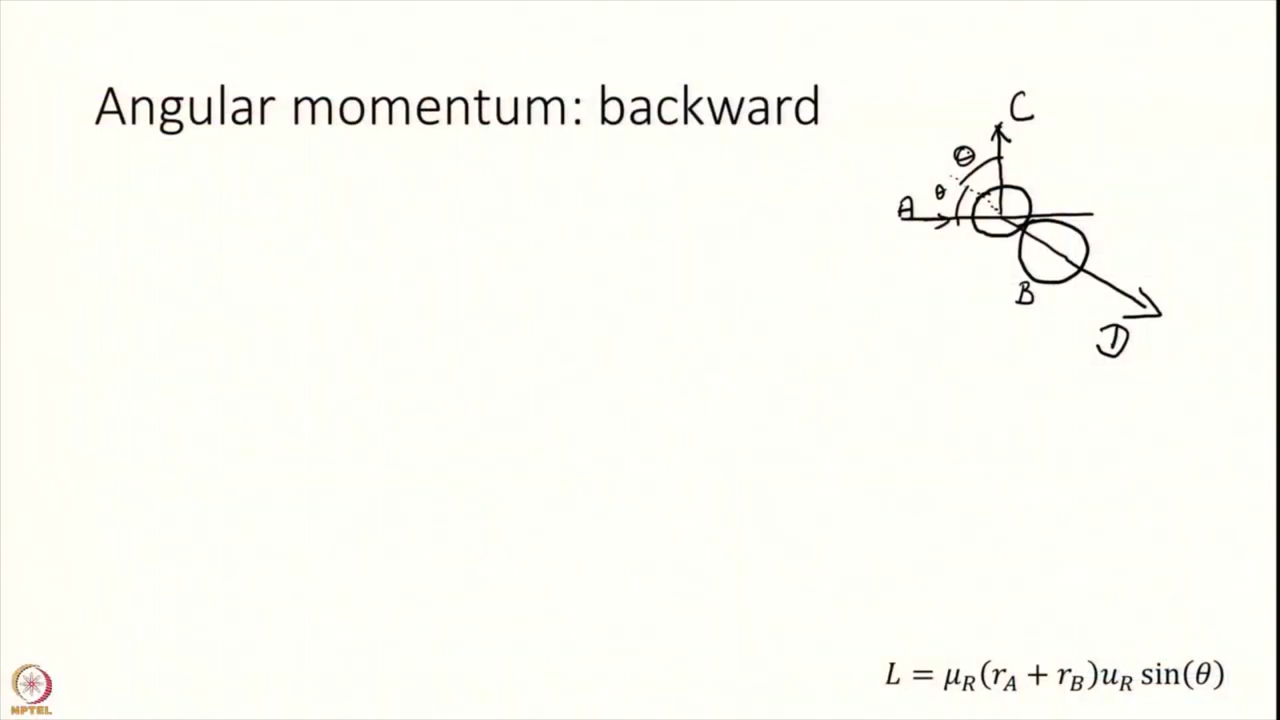 Angular momentum: backward
C
θ
θ
A
B
D
L = μ_R(r_A + r_B)u_R sin(θ)
NPTEL